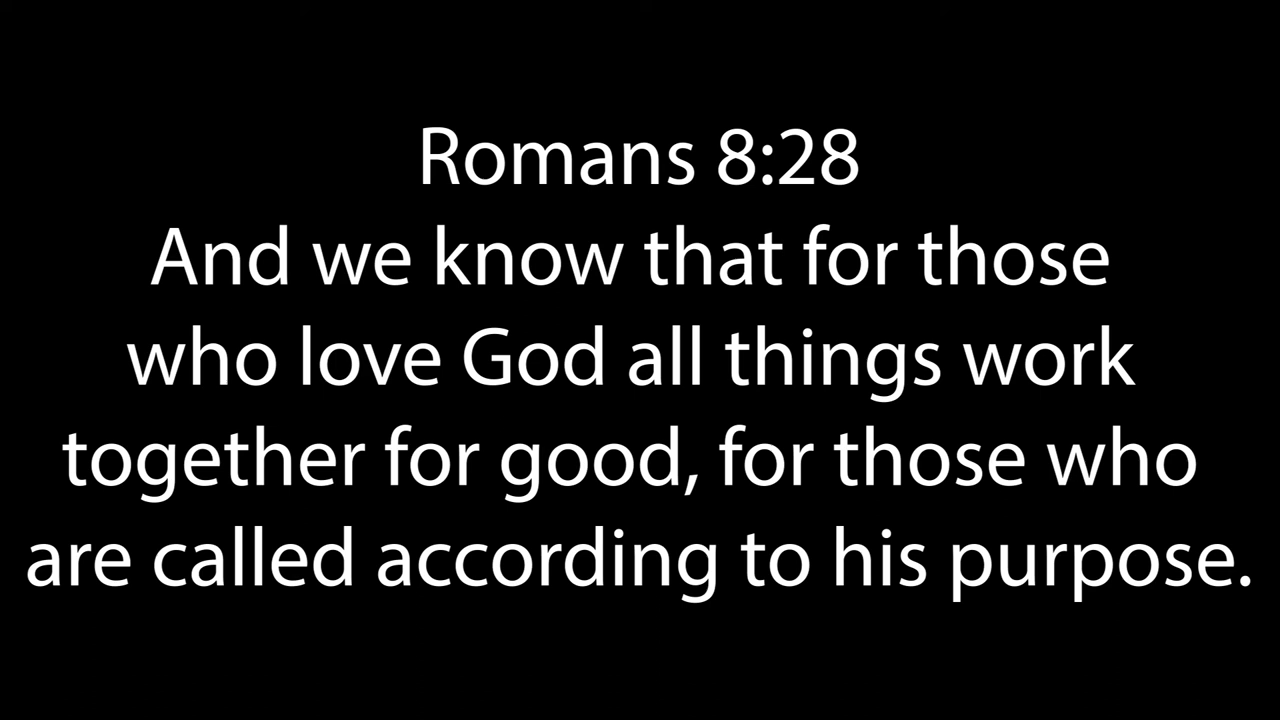 Romans 8:28
And we know that for those
who love God all things work
together for good, for those who
are called according to his purpose.